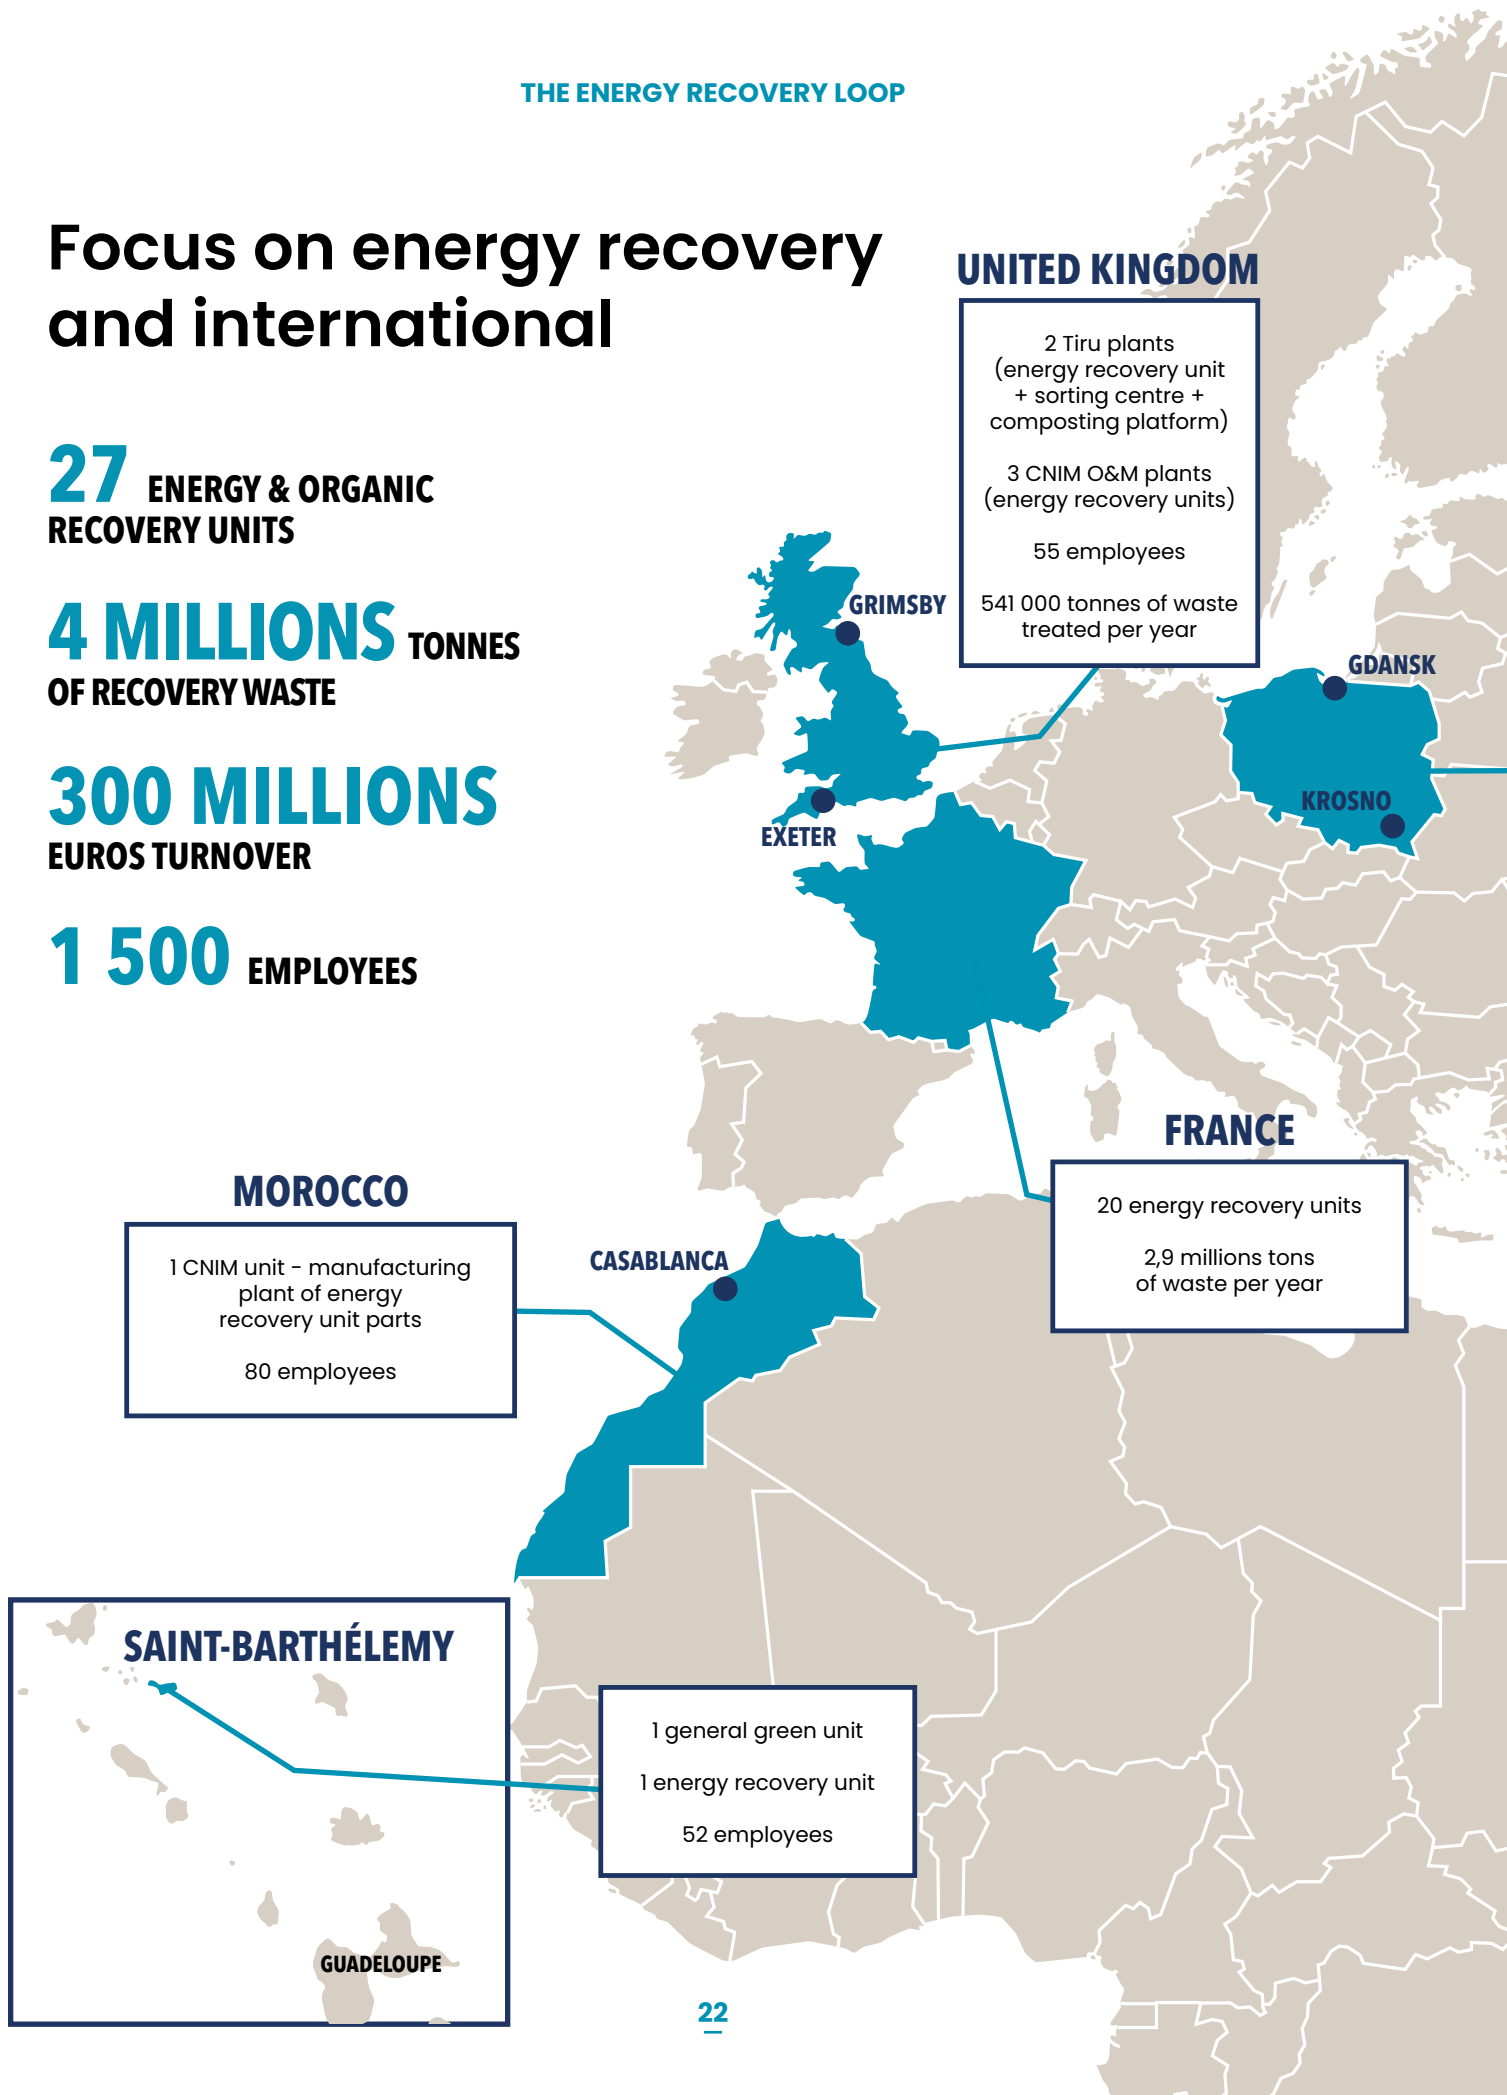 THE ENERGY RECOVERY LOOP
Focus on energy recovery
and international
27 ENERGY & ORGANIC
RECOVERY UNITS
4 MILLIONS TONNES
OF RECOVERY WASTE
300 MILLIONS
EUROS TURNOVER
1 500 EMPLOYEES
UNITED KINGDOM
2 Tiru plants
(energy recovery unit
+ sorting centre +
composting platform)
3 CNIM O&M plants
(energy recovery units)
55 employees
541 000 tonnes of waste
treated per year
GRIMSBY
EXETER
GDANSK
KROSNO
FRANCE
20 energy recovery units
2,9 millions tons
of waste per year
MOROCCO
1 CNIM unit - manufacturing
plant of energy
recovery unit parts
80 employees
CASABLANCA
SAINT-BARTHÉLEMY
1 general green unit
1 energy recovery unit
52 employees
GUADELOUPE
22